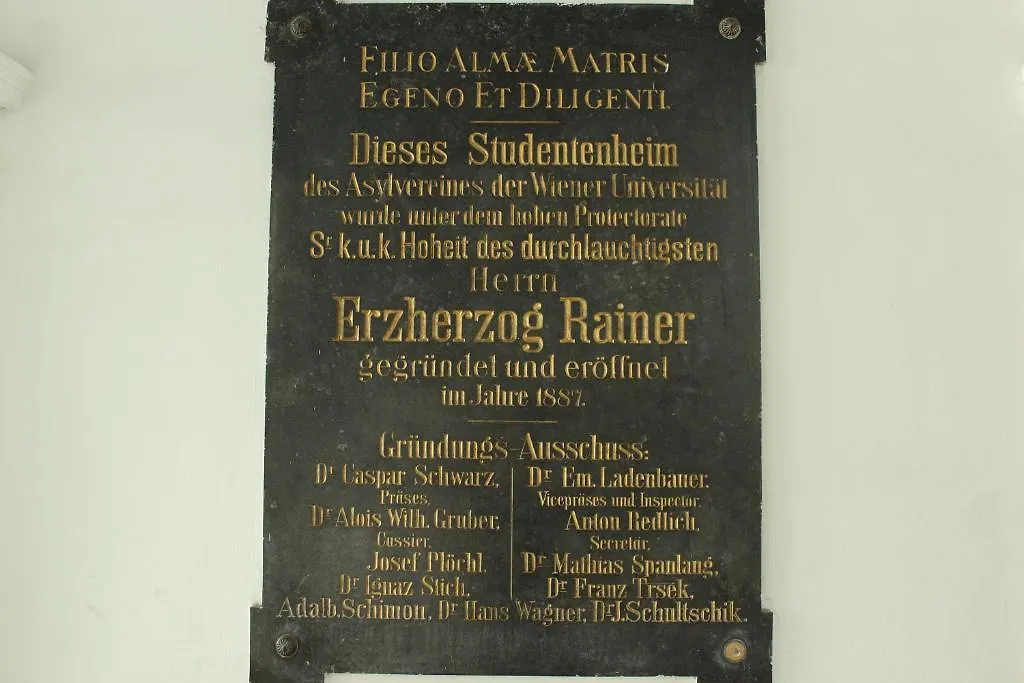 FILIO ALMÆ MATRIS
EGENO ET DILIGENTI.
Dieses Studentenheim
des Asylvereines der Wiener Universität
wurde unter dem hohen Protectorate
Sr k.u.k. Hoheit des durchlauchtigsten
Herrn
Erzherzog Rainer
gegründet und eröffnet
im Jahre 1887.
Gründungs-Ausschuss:
Dr Caspar Schwarz,
Präses,
Dr Alois Wilh. Gruber,
Cassier,
Josef Plöchl,
Dr Ignaz Stich,
Dr Em. Ladenbauer,
Vicepräses und Inspector,
Anton Redlich,
Secretär,
Dr Mathias Spanlang,
Dr Franz Trsek,
Adalb. Schimon, Dr Hans Wagner, Dr J. Schultschik.